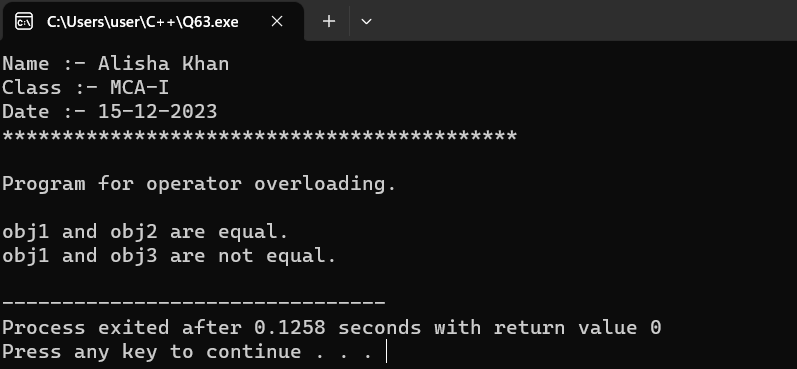 C:\Users\user\C++\Q63.exe
Name :- Alisha Khan
Class :- MCA-I
Date :- 15-12-2023
*******************************************
Program for operator overloading.
obj1 and obj2 are equal.
obj1 and obj3 are not equal.
--------------------------------
Process exited after 0.1258 seconds with return value 0
Press any key to continue . . .